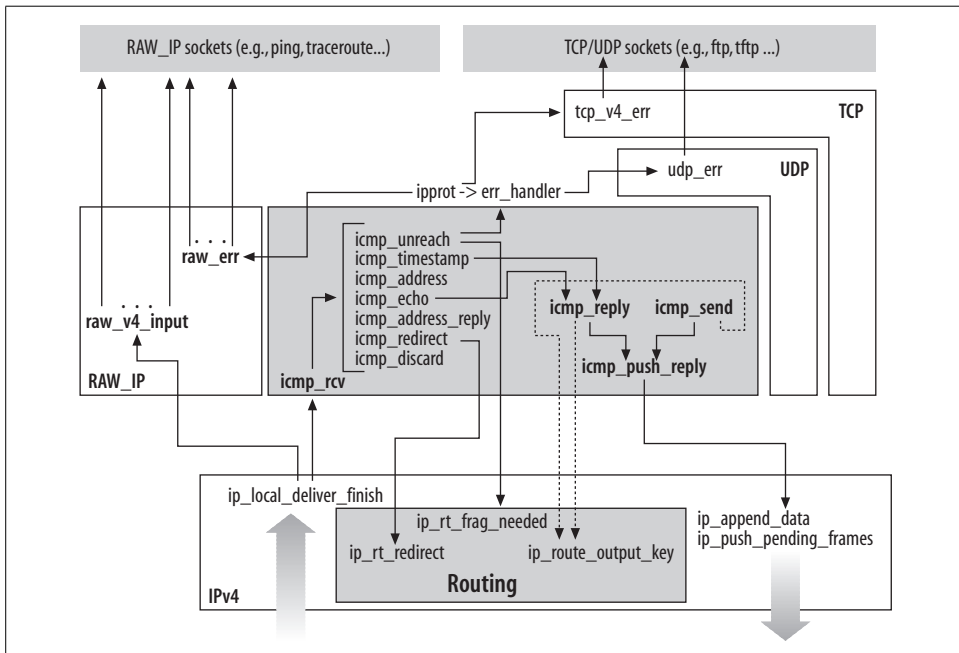 RAW_IP sockets (e.g., ping, traceroute...)
TCP/UDP sockets (e.g., ftp, tftp ...)
tcp_v4_err
TCP
UDP
udp_err
ipprot -> err_handler
. . .
raw_err
. . .
raw_v4_input
RAW_IP
icmp_unreach
icmp_timestamp
icmp_address
icmp_echo
icmp_address_reply
icmp_redirect
icmp_discard
icmp_rcv
icmp_reply
icmp_send
icmp_push_reply
ip_local_deliver_finish
ip_rt_frag_needed
ip_rt_redirect
ip_route_output_key
Routing
ip_append_data
ip_push_pending_frames
IPv4